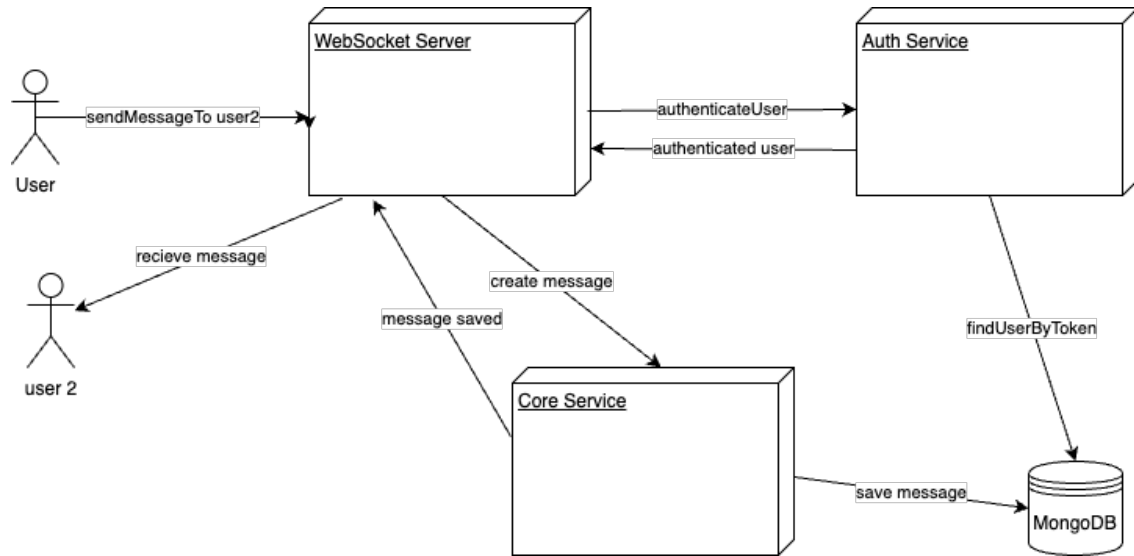 WebSocket Server
Auth Service
sendMessageTo user2
authenticateUser
authenticated user
User
recieve message
create message
message saved
findUserByToken
user 2
Core Service
save message
MongoDB